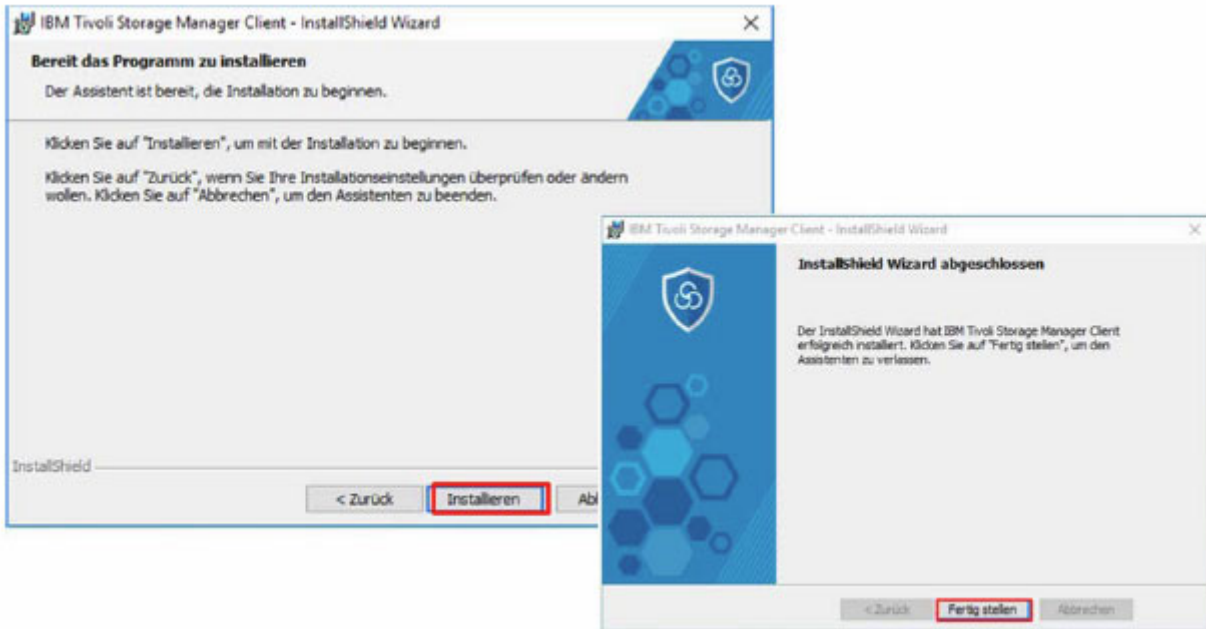 IBM Tivoli Storage Manager Client - InstallShield Wizard
Bereit das Programm zu installieren
Der Assistent ist bereit, die Installation zu beginnen.
Klicken Sie auf "Installieren", um mit der Installation zu beginnen.
Klicken Sie auf "Zurück", wenn Sie Ihre Installationseinstellungen überprüfen oder ändern
wollen. Klicken Sie auf "Abbrechen", um den Assistenten zu beenden.
InstallShield
< Zurück
Installieren
Abl
IBM Tivoli Storage Manager Client - InstallShield Wizard
InstallShield Wizard abgeschlossen
Der InstallShield Wizard hat IBM Tivoli Storage Manager Client
erfolgreich installiert. Klicken Sie auf "Fertig stellen", um den
Assistenten zu verlassen.
< Zurück
Fertig stellen
Abbrechen